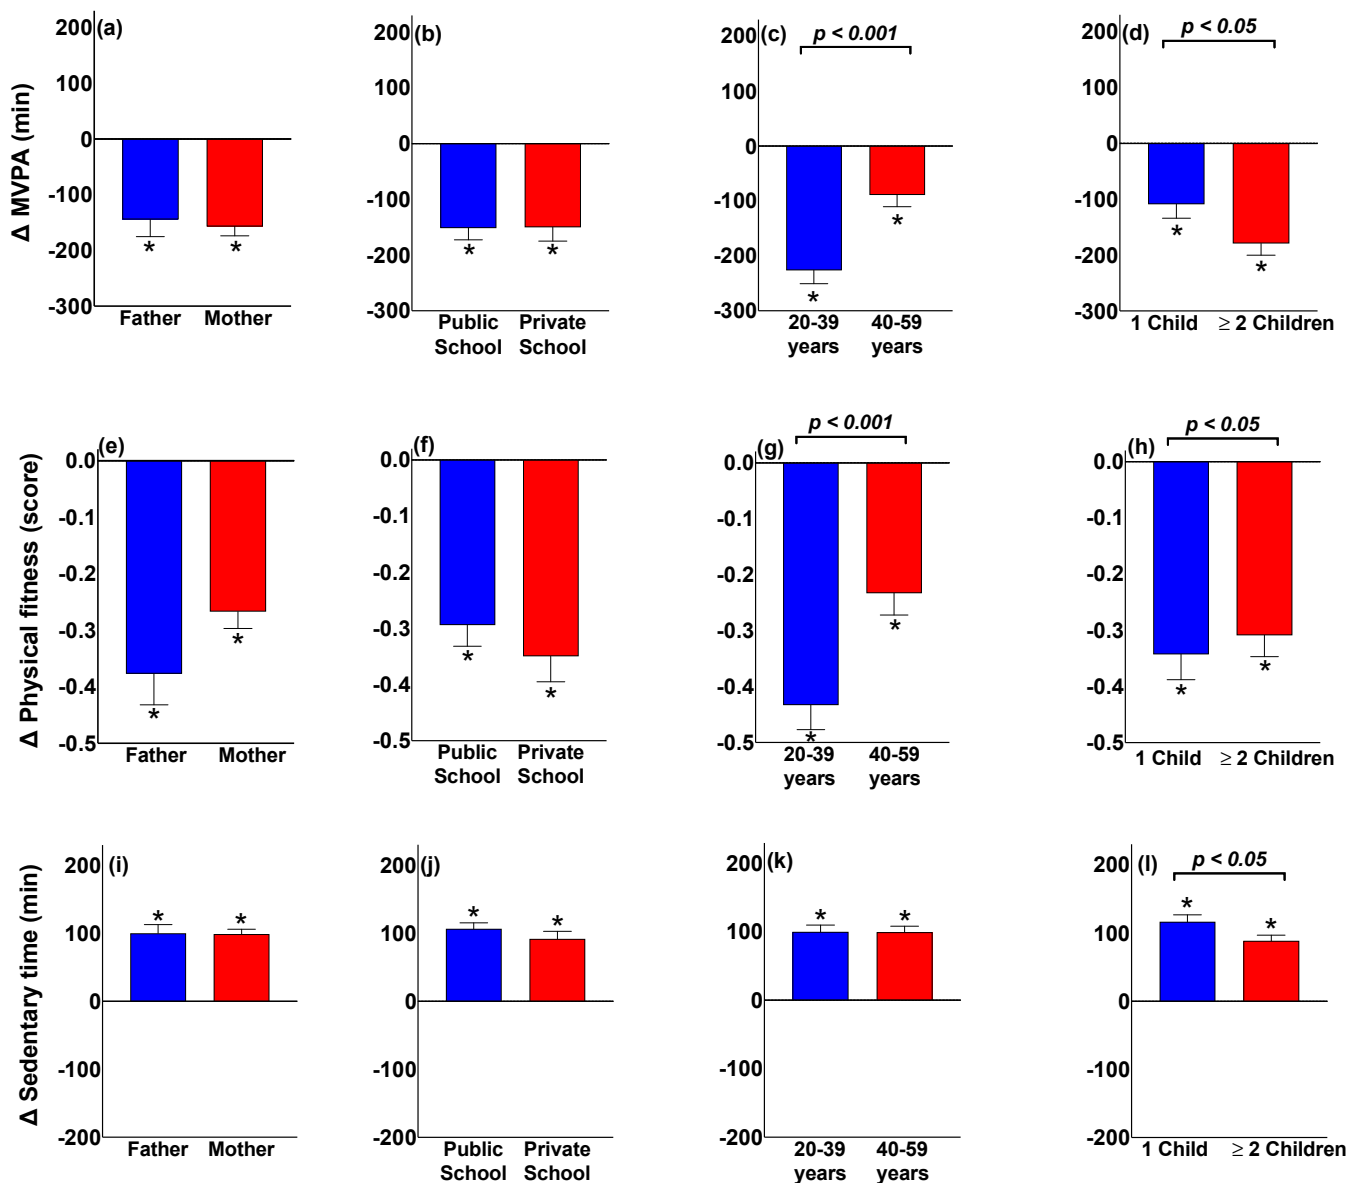 Δ MVPA (min)
(a)
200
100
0
-100
-200
-300
*
*
Father
Mother
(b)
200
100
0
-100
-200
-300
*
*
Public
School
Private
School
(c)
p < 0.001
200
100
0
-100
-200
-300
*
*
20-39
years
40-59
years
(d)
p < 0.05
200
100
0
-100
-200
-300
*
*
1 Child
≥ 2 Children
Δ Physical fitness (score)
(e)
0.0
-0.1
-0.2
-0.3
-0.4
-0.5
*
*
Father
Mother
(f)
0.0
-0.1
-0.2
-0.3
-0.4
-0.5
*
*
Public
School
Private
School
p < 0.001
(g)
0.0
-0.1
-0.2
-0.3
-0.4
-0.5
*
*
20-39
years
40-59
years
p < 0.05
(h)
0.0
-0.1
-0.2
-0.3
-0.4
-0.5
*
*
1 Child
≥ 2 Children
Δ Sedentary time (min)
(i)
200
100
0
-100
-200
*
*
Father
Mother
(j)
200
100
0
-100
-200
*
*
Public
School
Private
School
(k)
200
100
0
-100
-200
*
*
20-39
years
40-59
years
(l)
p < 0.05
200
100
0
-100
-200
*
*
1 Child
≥ 2 Children